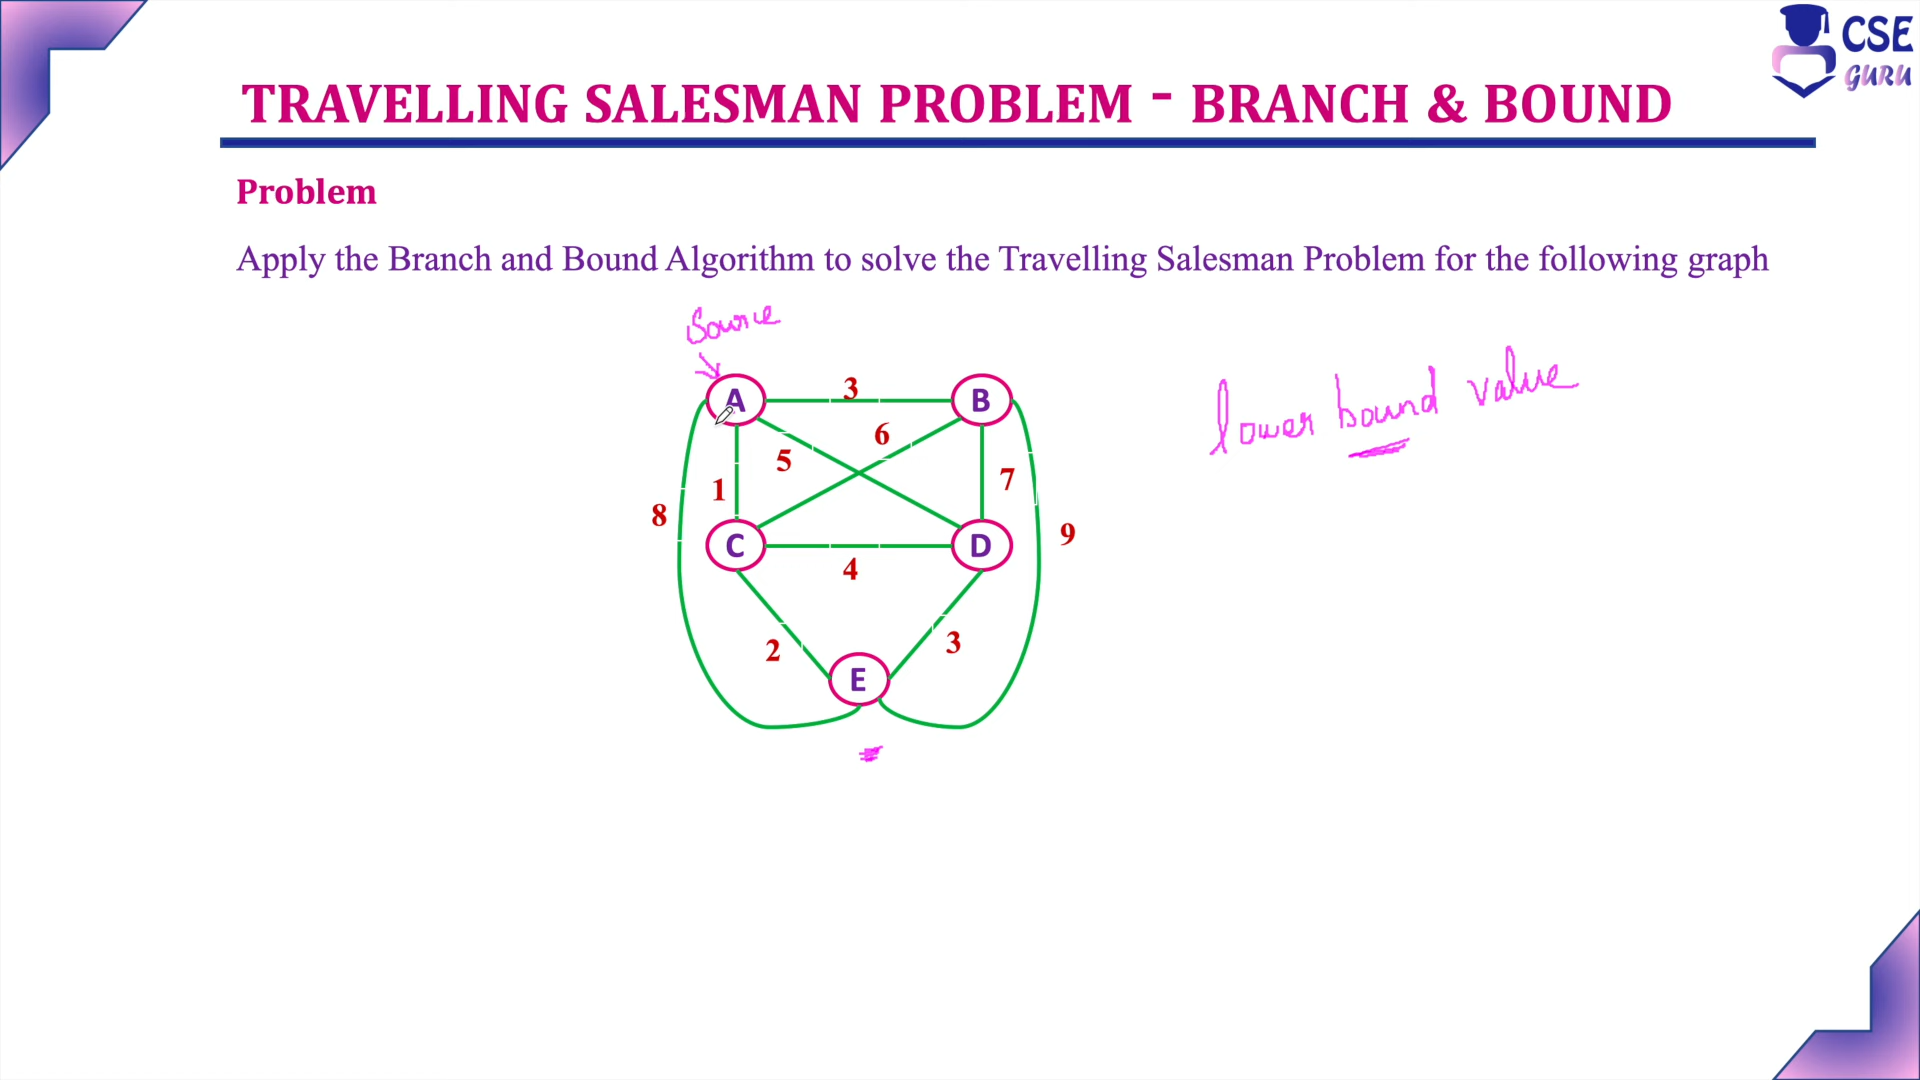 CSE
GURU
TRAVELLING SALESMAN PROBLEM - BRANCH & BOUND
Problem
Apply the Branch and Bound Algorithm to solve the Travelling Salesman Problem for the following graph
Source
lower bound value
A 3 B
6
5
1 7
8 9
C D
4
2 3
E